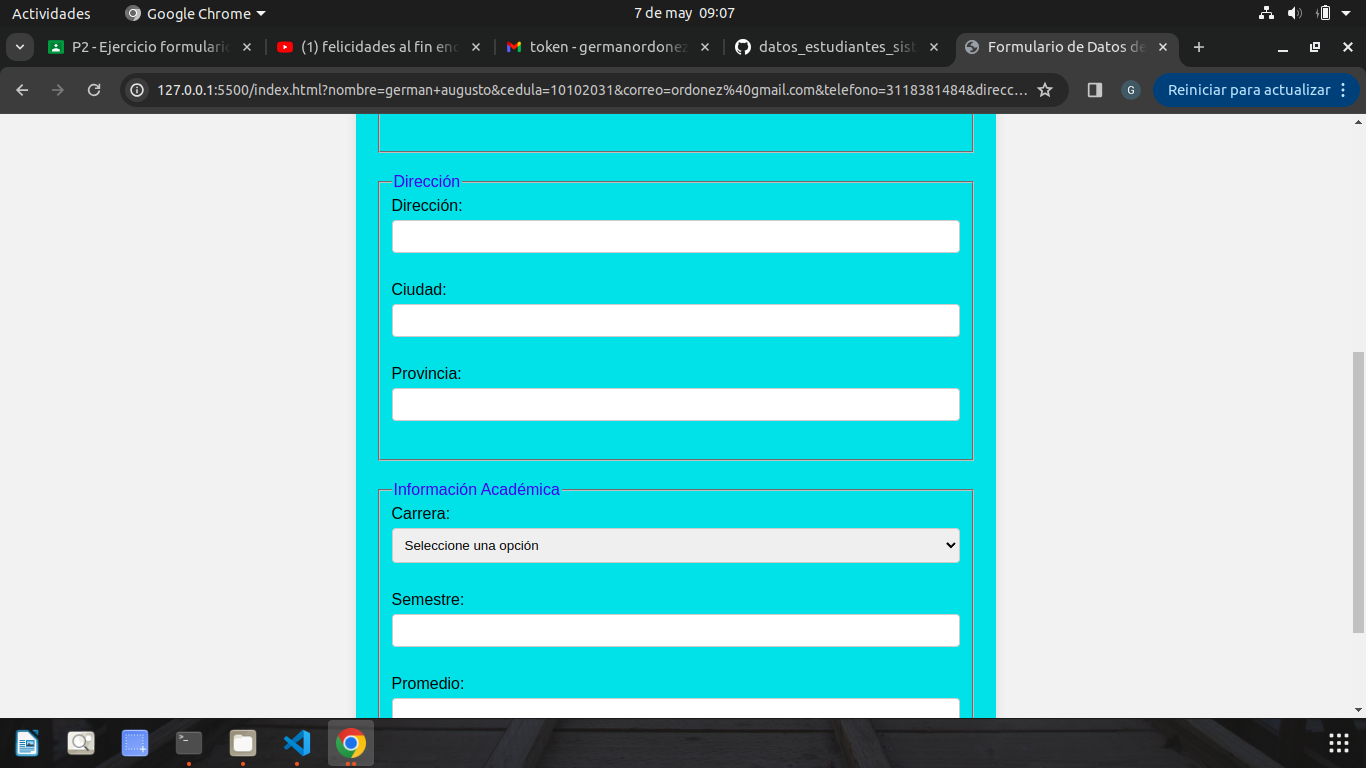 Actividades
Google Chrome
7 de may 09:07
P2 - Ejercicio formulario
(1) felicidades al fin enc
token - germanordonez
datos_estudiantes_sist
Formulario de Datos de
127.0.0.1:5500/index.html?nombre=german+augusto&cedula=10102031&correo=ordonez%40gmail.com&telefono=3118381484&direcc...
G
Reiniciar para actualizar
Dirección
Dirección:
Ciudad:
Provincia:
Información Académica
Carrera:
Seleccione una opción
Semestre:
Promedio: